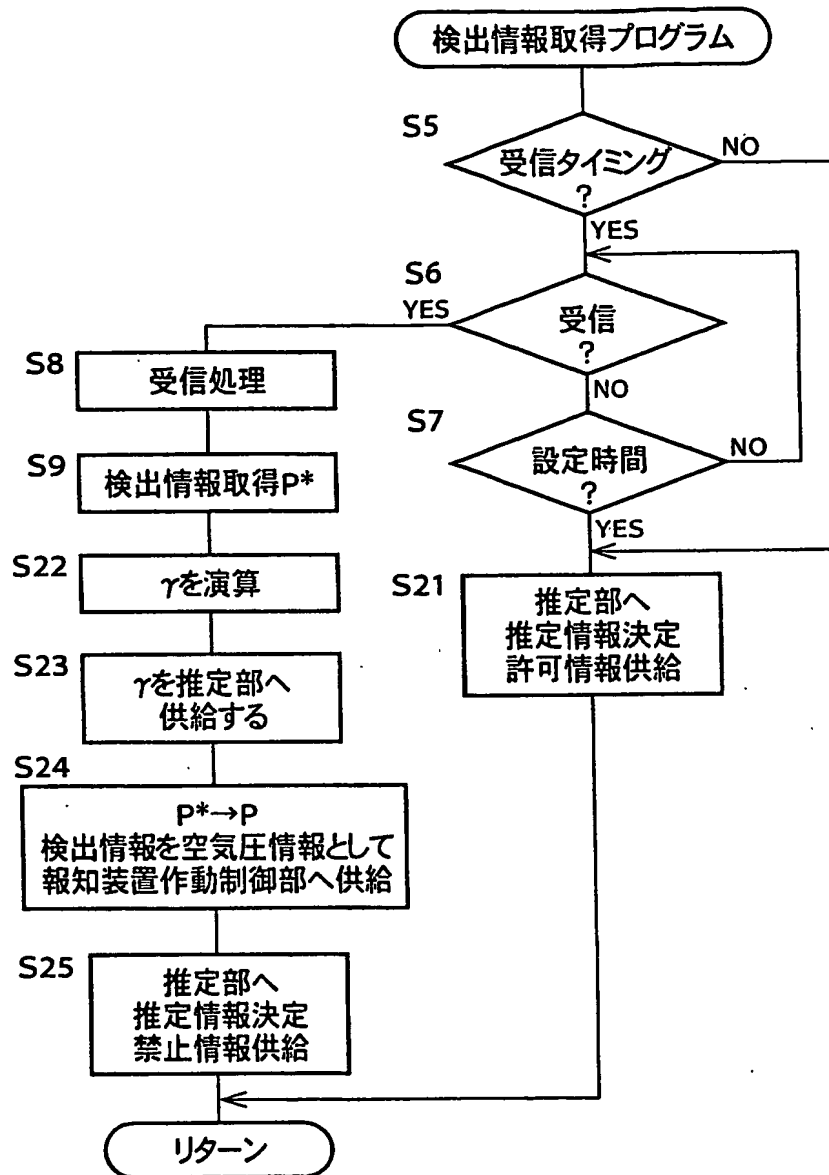 検出情報取得プログラム
S5
受信タイミング
?
NO
YES
S6
YES
受信
?
NO
S7
設定時間
?
NO
YES
S8
受信処理
S9
検出情報取得P*
S22
γを演算
S23
γを推定部へ
供給する
S24
P*→P
検出情報を空気圧情報として
報知装置作動制御部へ供給
S25
推定部へ
推定情報決定
禁止情報供給
S21
推定部へ
推定情報決定
許可情報供給
リターン